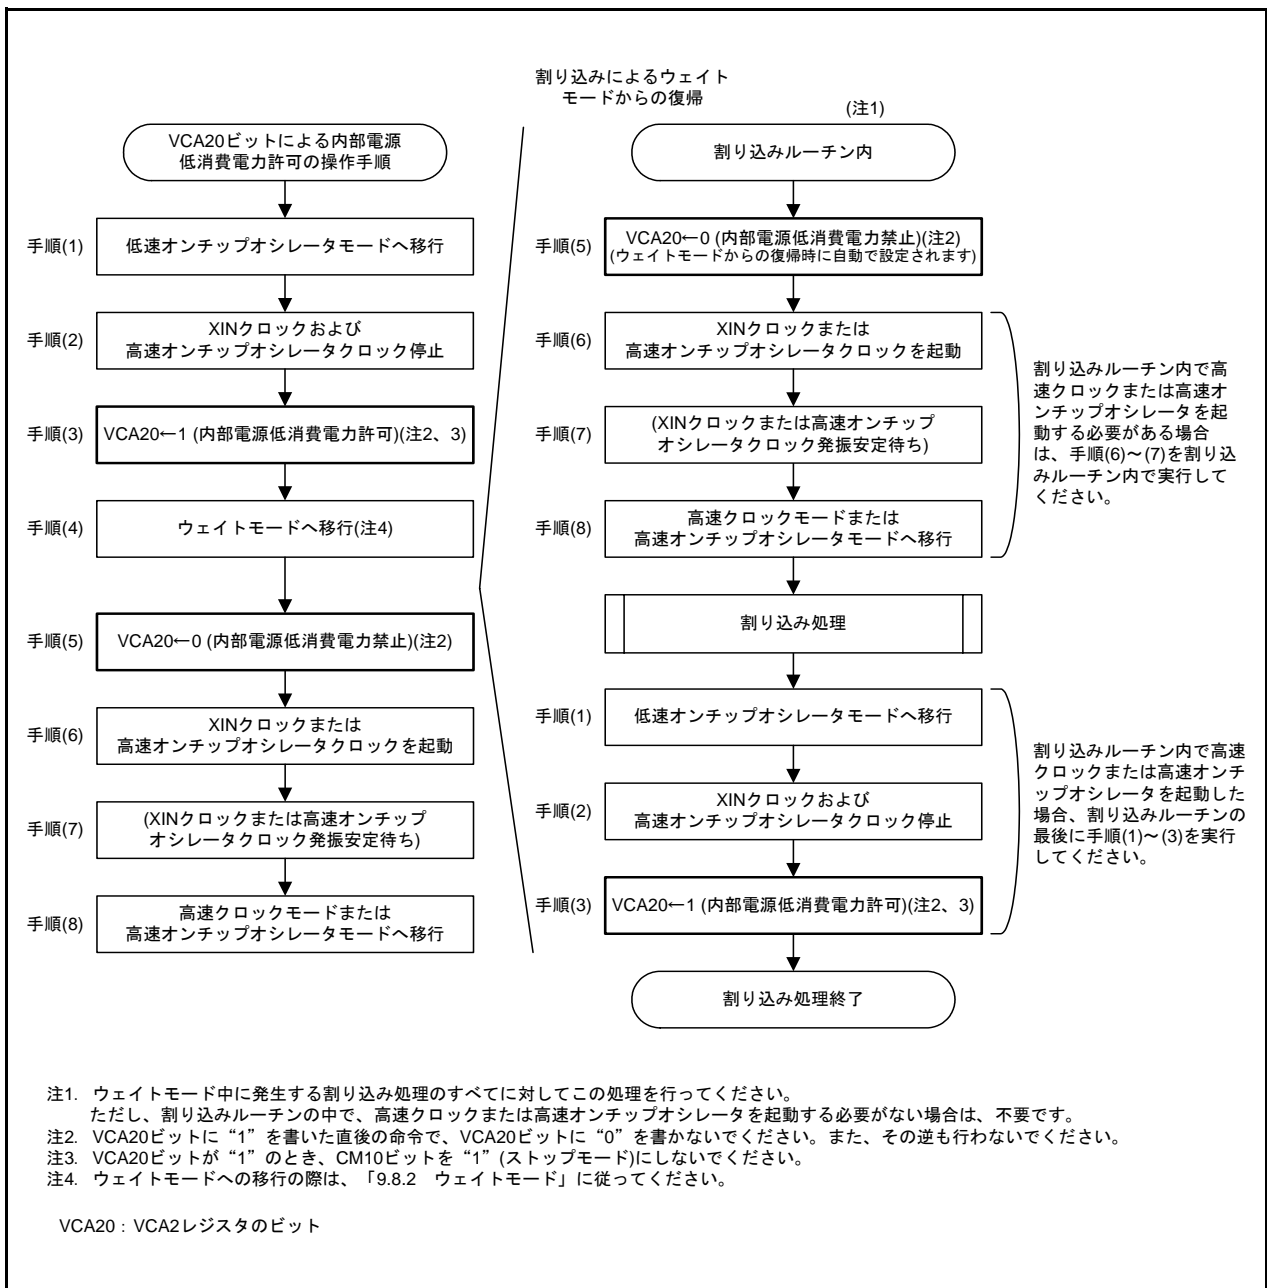 割り込みによるウェイト
モードからの復帰
VCA20ビットによる内部電源
低消費電力許可の操作手順
手順(1)
低速オンチップオシレータモードへ移行
手順(2)
XINクロックおよび
高速オンチップオシレータクロック停止
手順(3)
VCA20←1 (内部電源低消費電力許可)(注2、3)
手順(4)
ウェイトモードへ移行(注4)
手順(5)
VCA20←0 (内部電源低消費電力禁止)(注2)
手順(6)
XINクロックまたは
高速オンチップオシレータクロックを起動
手順(7)
(XINクロックまたは高速オンチップ
オシレータクロック発振安定待ち)
手順(8)
高速クロックモードまたは
高速オンチップオシレータモードへ移行
(注1)
割り込みルーチン内
手順(5)
VCA20←0 (内部電源低消費電力禁止)(注2)
(ウェイトモードからの復帰時に自動で設定されます)
手順(6)
XINクロックまたは
高速オンチップオシレータクロックを起動
手順(7)
(XINクロックまたは高速オンチップ
オシレータクロック発振安定待ち)
手順(8)
高速クロックモードまたは
高速オンチップオシレータモードへ移行
割り込みルーチン内で高
速クロックまたは高速オ
ンチップオシレータを起
動する必要がある場合
は、手順(6)～(7)を割り込
みルーチン内で実行して
ください。
割り込み処理
手順(1)
低速オンチップオシレータモードへ移行
手順(2)
XINクロックおよび
高速オンチップオシレータクロック停止
手順(3)
VCA20←1 (内部電源低消費電力許可)(注2、3)
割り込みルーチン内で高速
クロックまたは高速オンチ
ップオシレータを起動した
場合、割り込みルーチンの
最後に手順(1)～(3)を実行
してください。
割り込み処理終了
注1. ウェイトモード中に発生する割り込み処理のすべてに対してこの処理を行ってください。
ただし、割り込みルーチンの中で、高速クロックまたは高速オンチップオシレータを起動する必要がない場合は、不要です。
注2. VCA20ビットに“1”を書いた直後の命令で、VCA20ビットに“0”を書かないでください。また、その逆も行わないでください。
注3. VCA20ビットが“1”のとき、CM10ビットを“1”(ストップモード)にしないでください。
注4. ウェイトモードへの移行の際は、「9.8.2 ウェイトモード」に従ってください。
VCA20：VCA2レジスタのビット